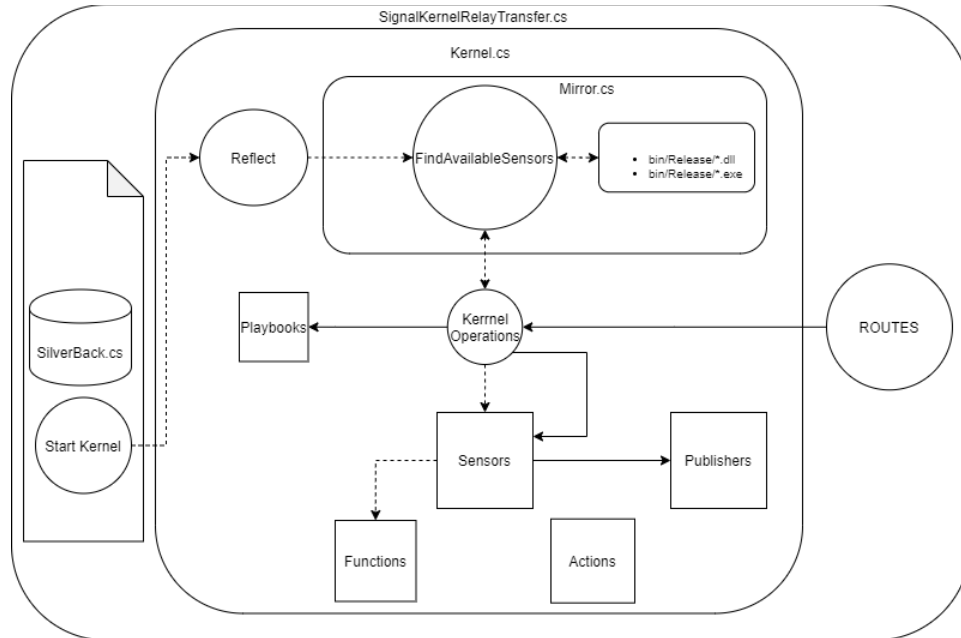 SignalKernelRelayTransfer.cs
Kernel.cs
Mirror.cs
Reflect
FindAvailableSensors
bin/Release/*.dll
bin/Release/*.exe
Playbooks
Kerrnel
Operations
ROUTES
SilverBack.cs
Start Kernel
Sensors
Publishers
Functions
Actions